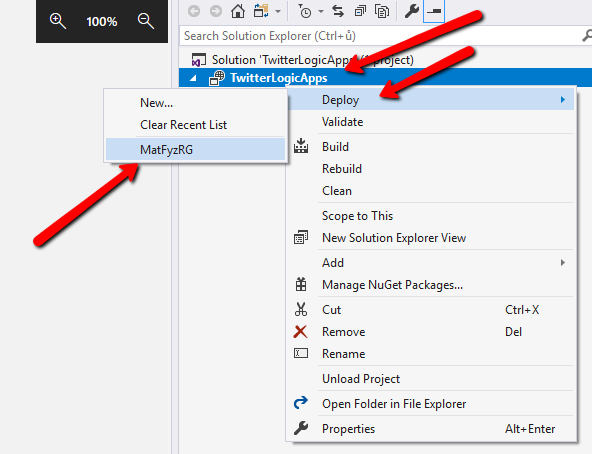 100%
Search Solution Explorer (Ctrl+ů)
Solution 'TwitterLogicApps' (1 project)
TwitterLogicApps
New...
Clear Recent List
MatFyzRG
Deploy
Validate
Build
Rebuild
Clean
Scope to This
New Solution Explorer View
Add
Manage NuGet Packages...
Cut Ctrl+X
Remove Del
Rename
Unload Project
Open Folder in File Explorer
Properties Alt+Enter